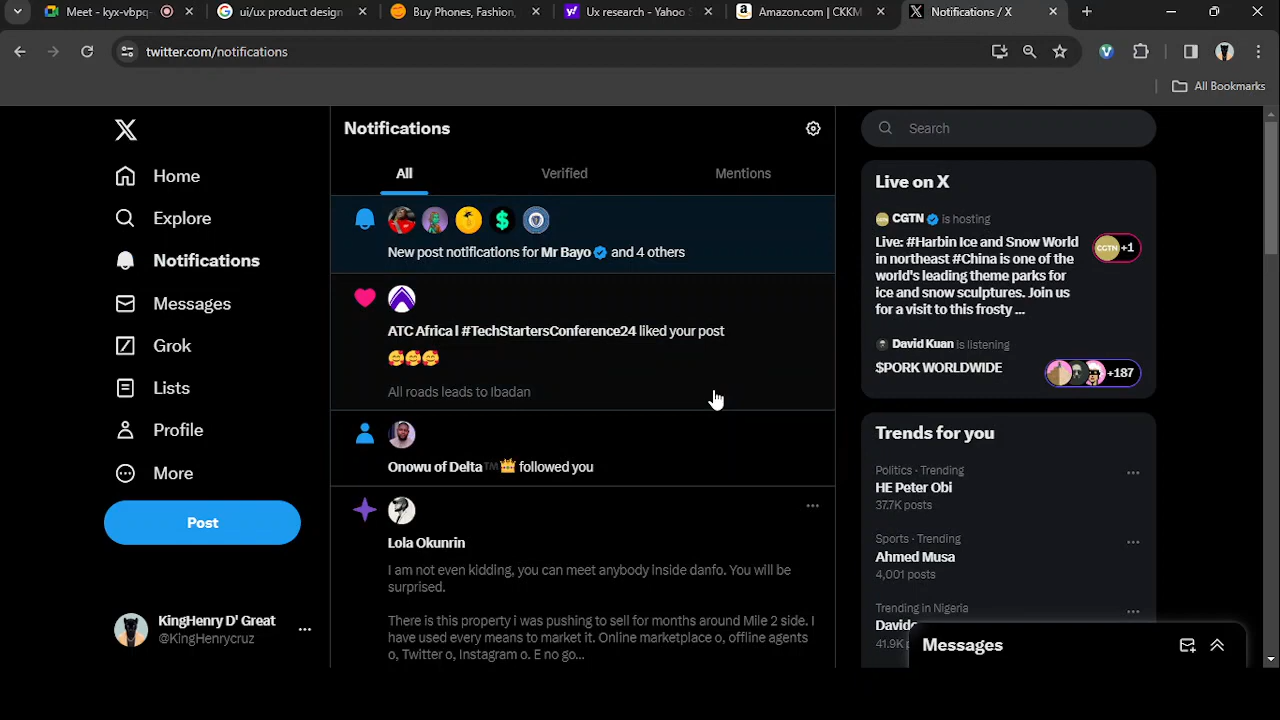 Meet - kyx-vbpq-
ui/ux product design
Buy Phones, Fashion,
Ux research - Yahoo S
Amazon.com | CKKM
Notifications / X
twitter.com/notifications
All Bookmarks
Home
Explore
Notifications
Messages
Grok
Lists
Profile
More
Post
KingHenry D' Great
@KingHenrycruz
Notifications
All
Verified
Mentions
New post notifications for Mr Bayo and 4 others
ATC Africa | #TechStartersConference24 liked your post
🥰🥰🥰
All roads leads to Ibadan
Onowu of Delta™️👑 followed you
Lola Okunrin
I am not even kidding, you can meet anybody inside danfo. You will be
surprised.
There is this property i was pushing to sell for months around Mile 2 side. I
have used every means to market it. Online marketplace o, offline agents
o, Twitter o, Instagram o. E no go...
Search
Live on X
CGTN is hosting
Live: #Harbin Ice and Snow World
in northeast #China is one of the
world's leading theme parks for
ice and snow sculptures. Join us
for a visit to this frosty ...
CGTN
+1
David Kuan is listening
$PORK WORLDWIDE
+187
Trends for you
Politics · Trending
HE Peter Obi
37.7K posts
Sports · Trending
Ahmed Musa
4,001 posts
Trending in Nigeria
Davido
41.9K
Messages